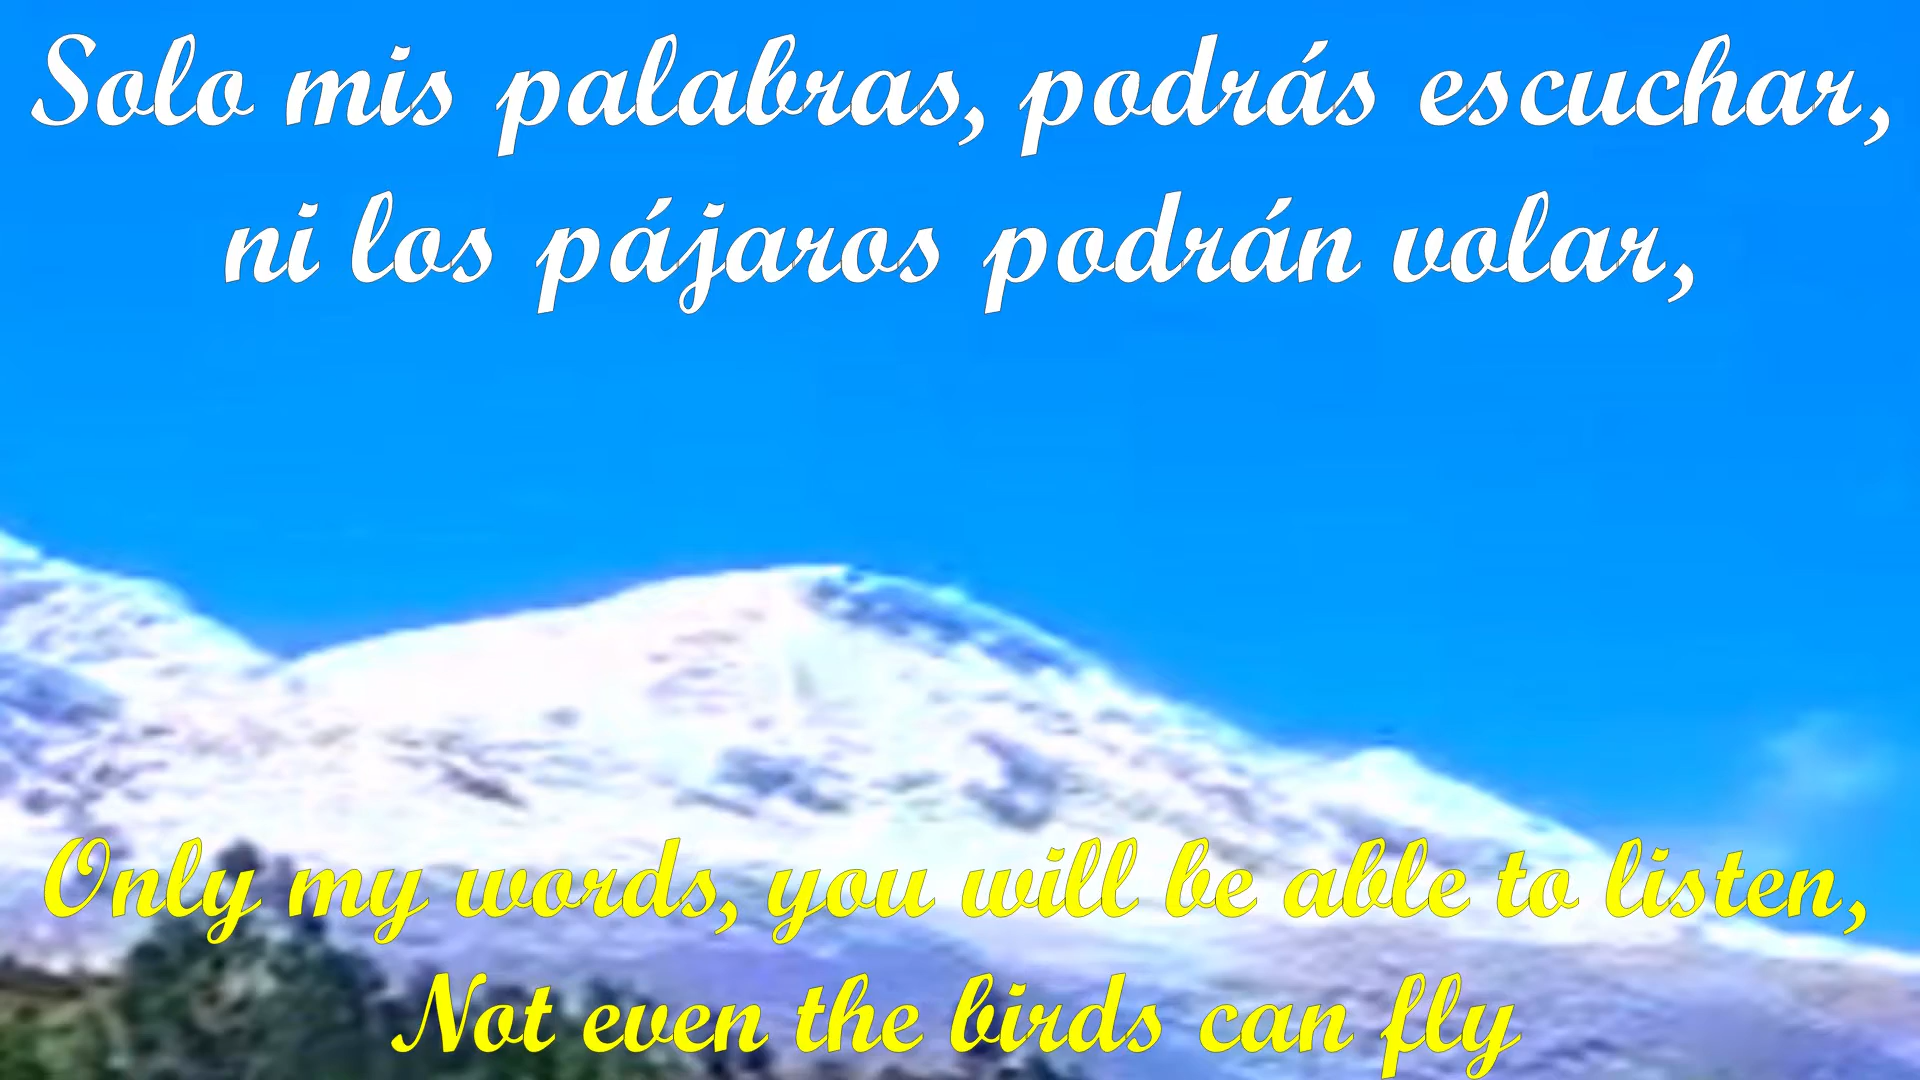 Solo mis palabras, podrás escuchar,
ni los pájaros podrán volar,
Only my words, you will be able to listen,
Not even the birds can fly